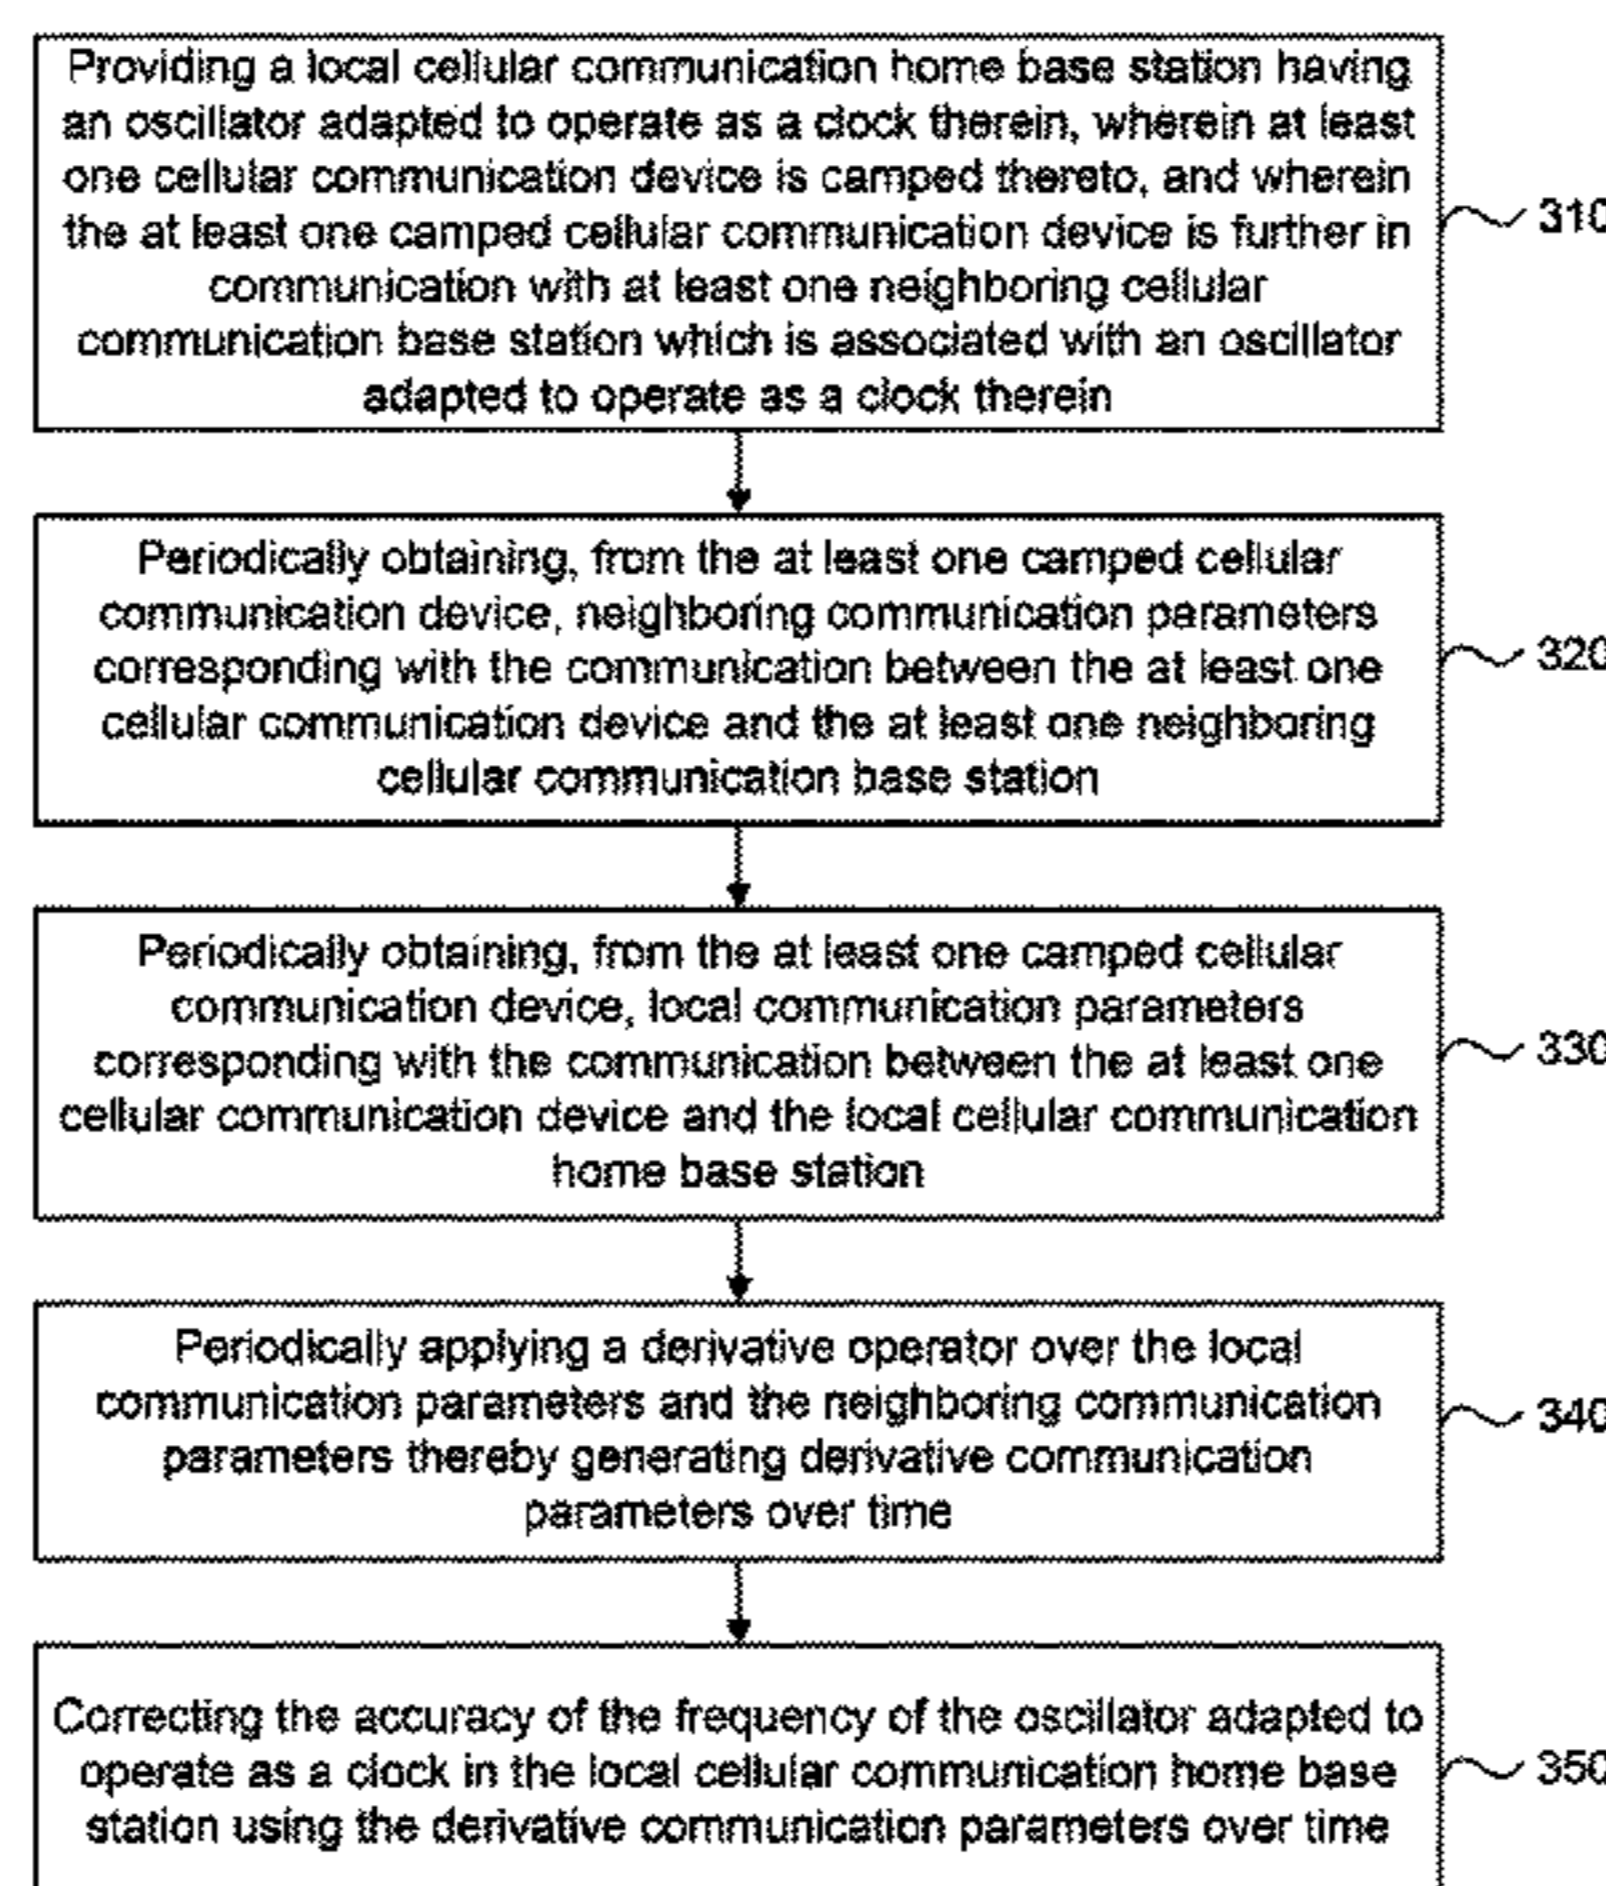 Providing a local cellular communication home base station having
an oscillator adapted to operate as a clock therein, wherein at least
one cellular communication device is camped thereto, and wherein
the at least one camped cellular communication device is further in
communication with at least one neighboring cellular
communication base station which is associated with an oscillator
adapted to operate as a clock therein
310
Periodically obtaining, from the at least one camped cellular
communication device, neighboring communication parameters
corresponding with the communication between the at least one
cellular communication device and the at least one neighboring
cellular communication base station
320
Periodically obtaining, from the at least one camped cellular
communication device, local communication parameters
corresponding with the communication between the at least one
cellular communication device and the local cellular communication
home base station
330
Periodically applying a derivative operator over the local
communication parameters and the neighboring communication
parameters thereby generating derivative communication
parameters over time
340
Correcting the accuracy of the frequency of the oscillator adapted to
operate as a clock in the local cellular communication home base
station using the derivative communication parameters over time
350